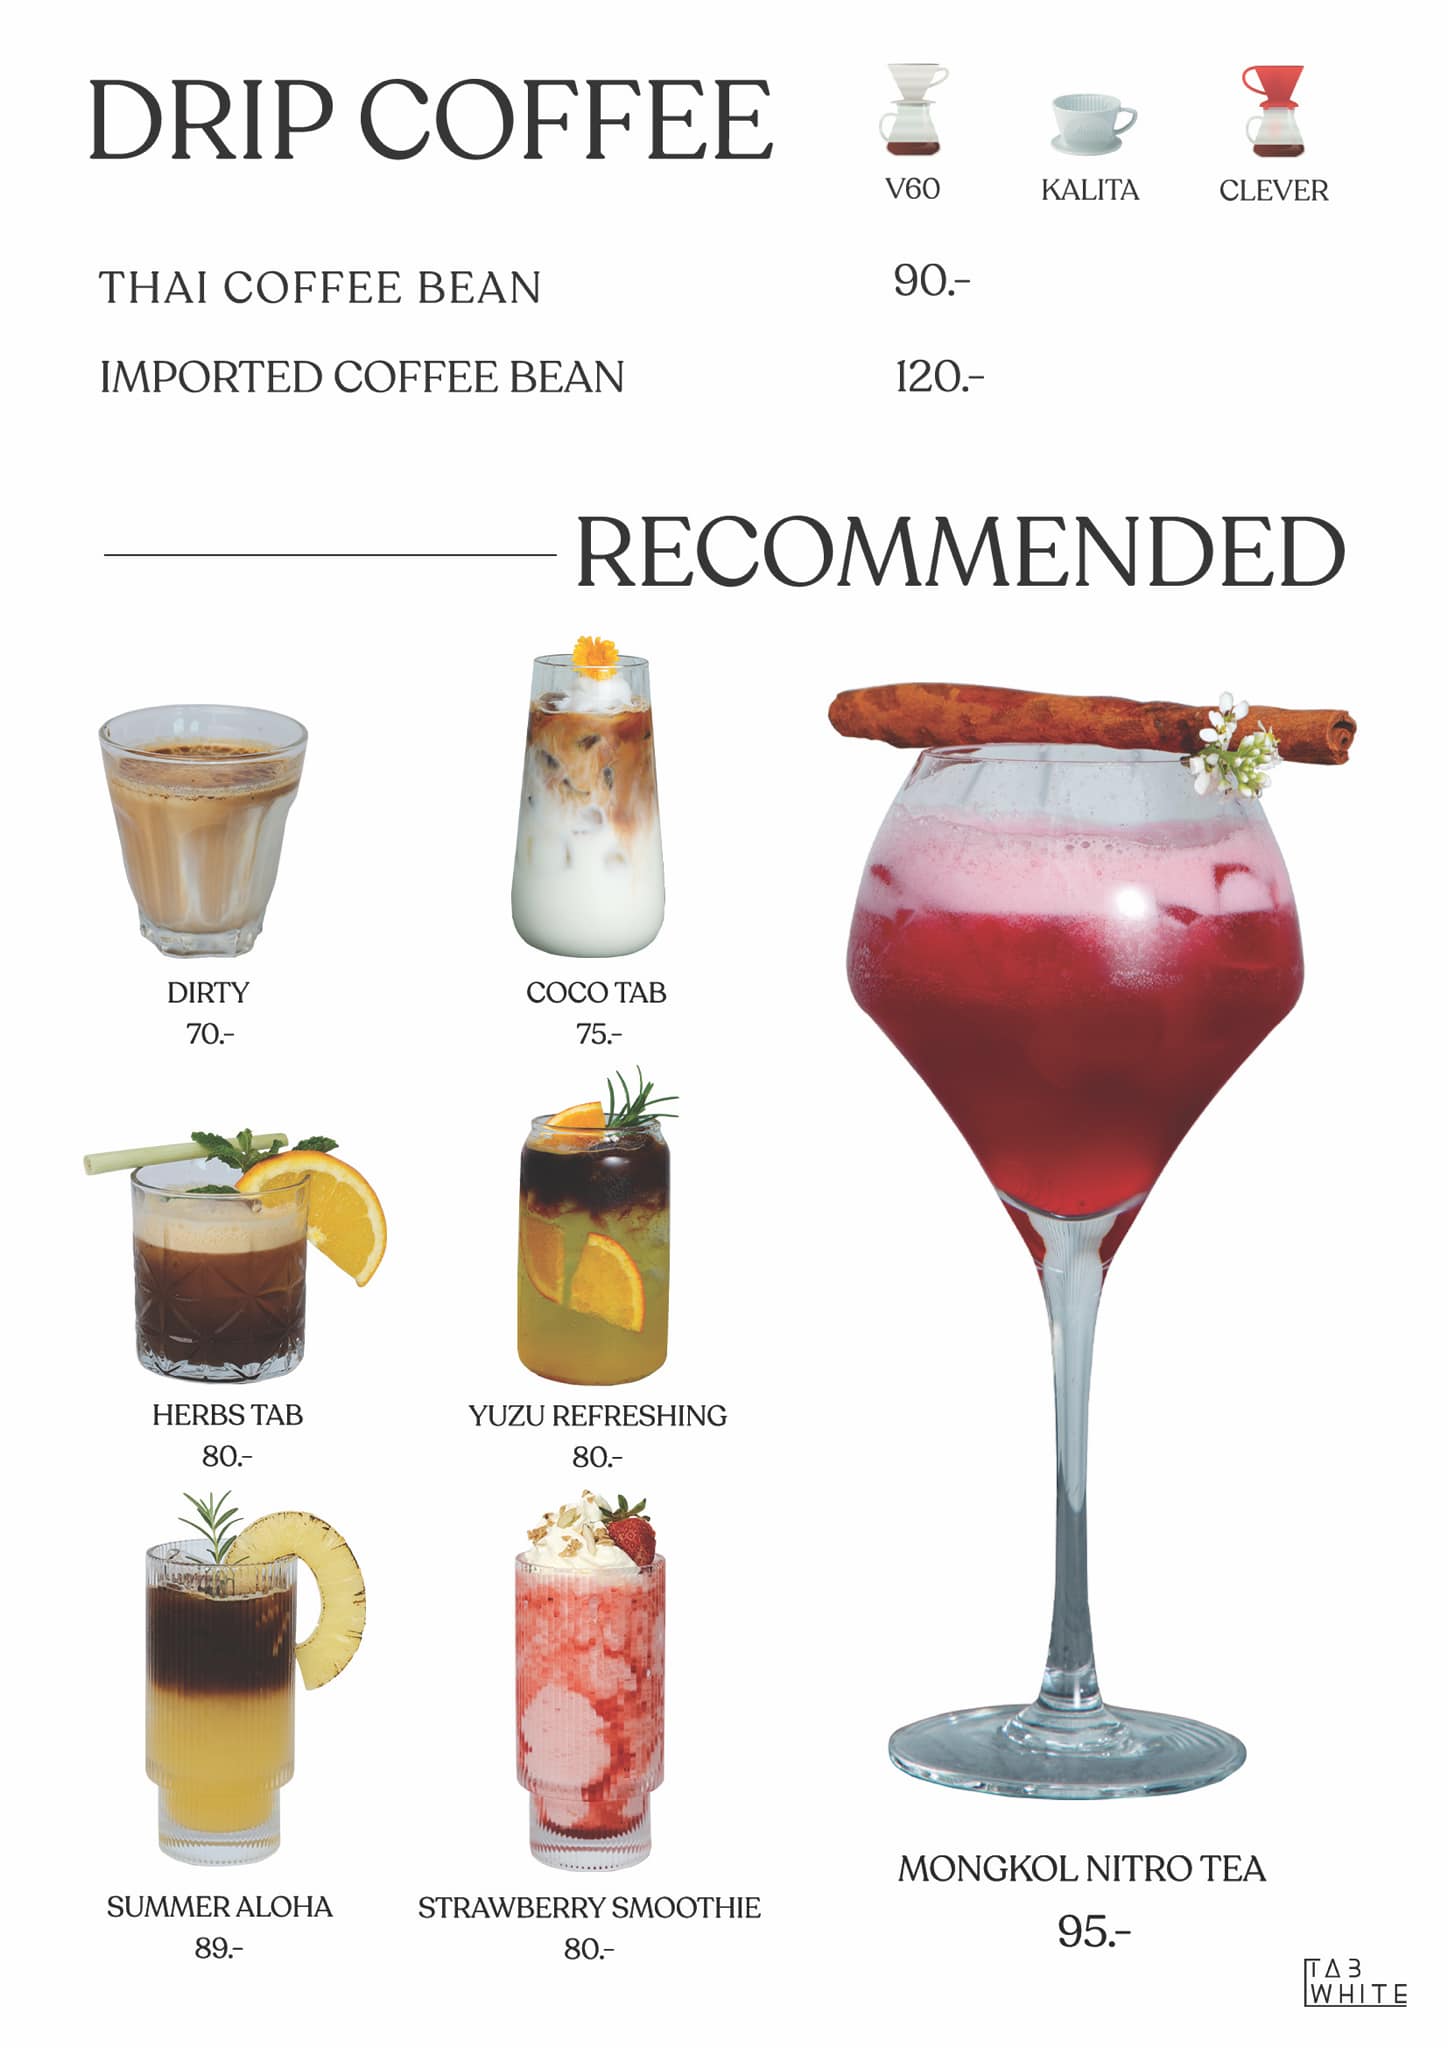 DRIP COFFEE
V60
KALITA
CLEVER
THAI COFFEE BEAN
90.-
IMPORTED COFFEE BEAN
120.-
RECOMMENDED
DIRTY
70.-
COCO TAB
75.-
HERBS TAB
80.-
YUZU REFRESHING
80.-
SUMMER ALOHA
89.-
STRAWBERRY SMOOTHIE
80.-
MONGKOL NITRO TEA
95.-
TAB
WHITE